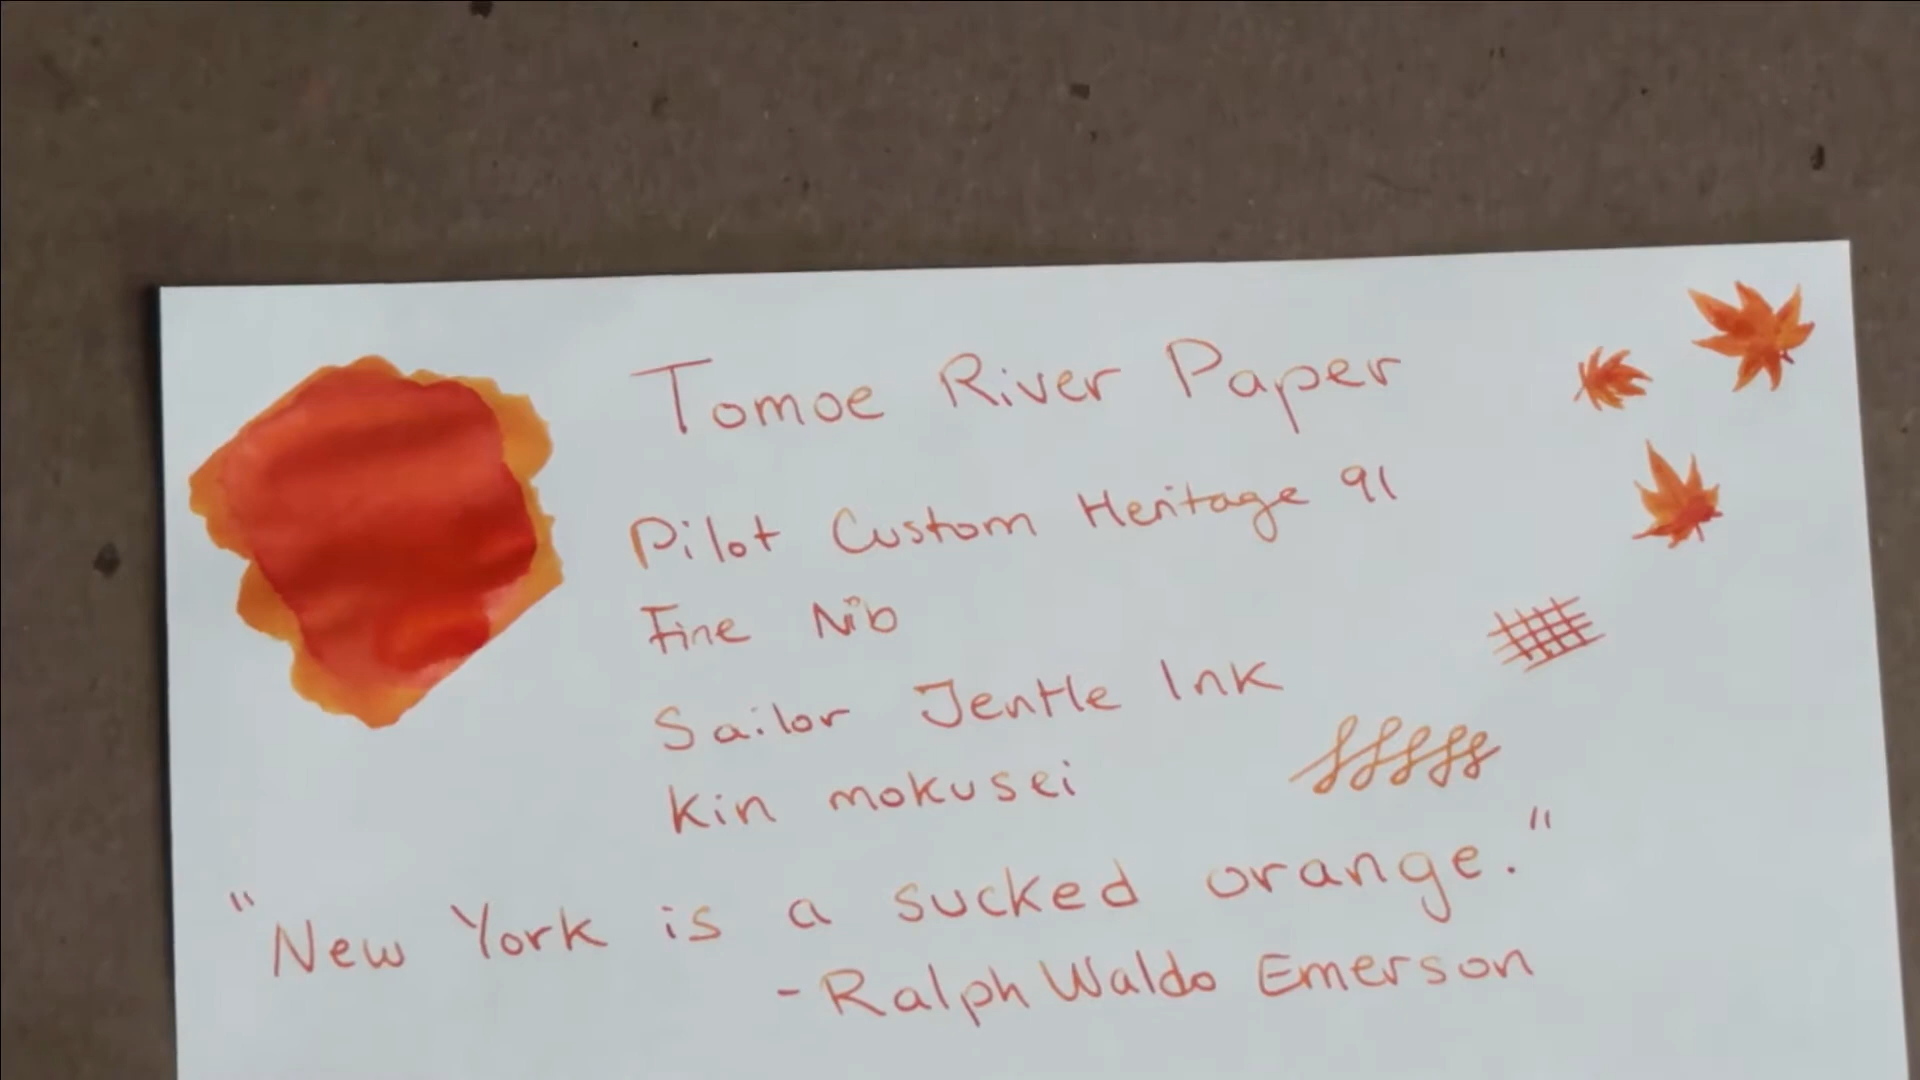 Tomoe River Paper
Pilot Custom Heritage 91
Fine Nib
Sailor Jentle Ink
Kin mokusei
"New York is a sucked orange."
- Ralph Waldo Emerson